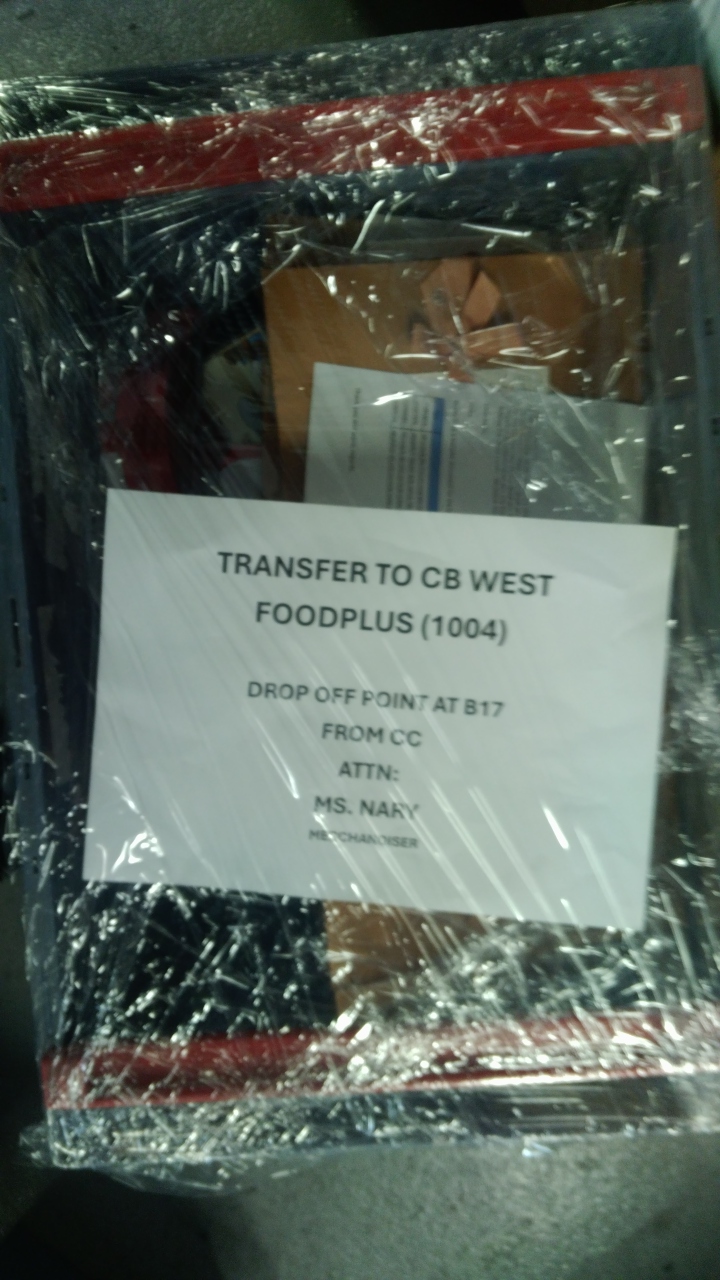 TRANSFER TO CB WEST
FOODPLUS (1004)
DROP OFF POINT AT B17
FROM CC
ATTN:
MS. NARY
MERCHANDISER